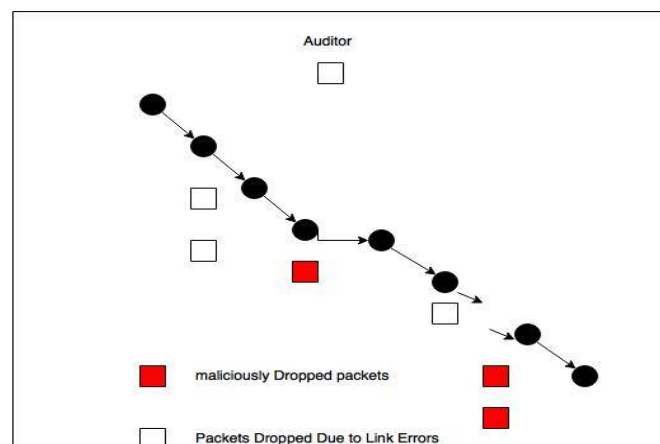 Auditor
maliciously Dropped packets
Packets Dropped Due to Link Errors